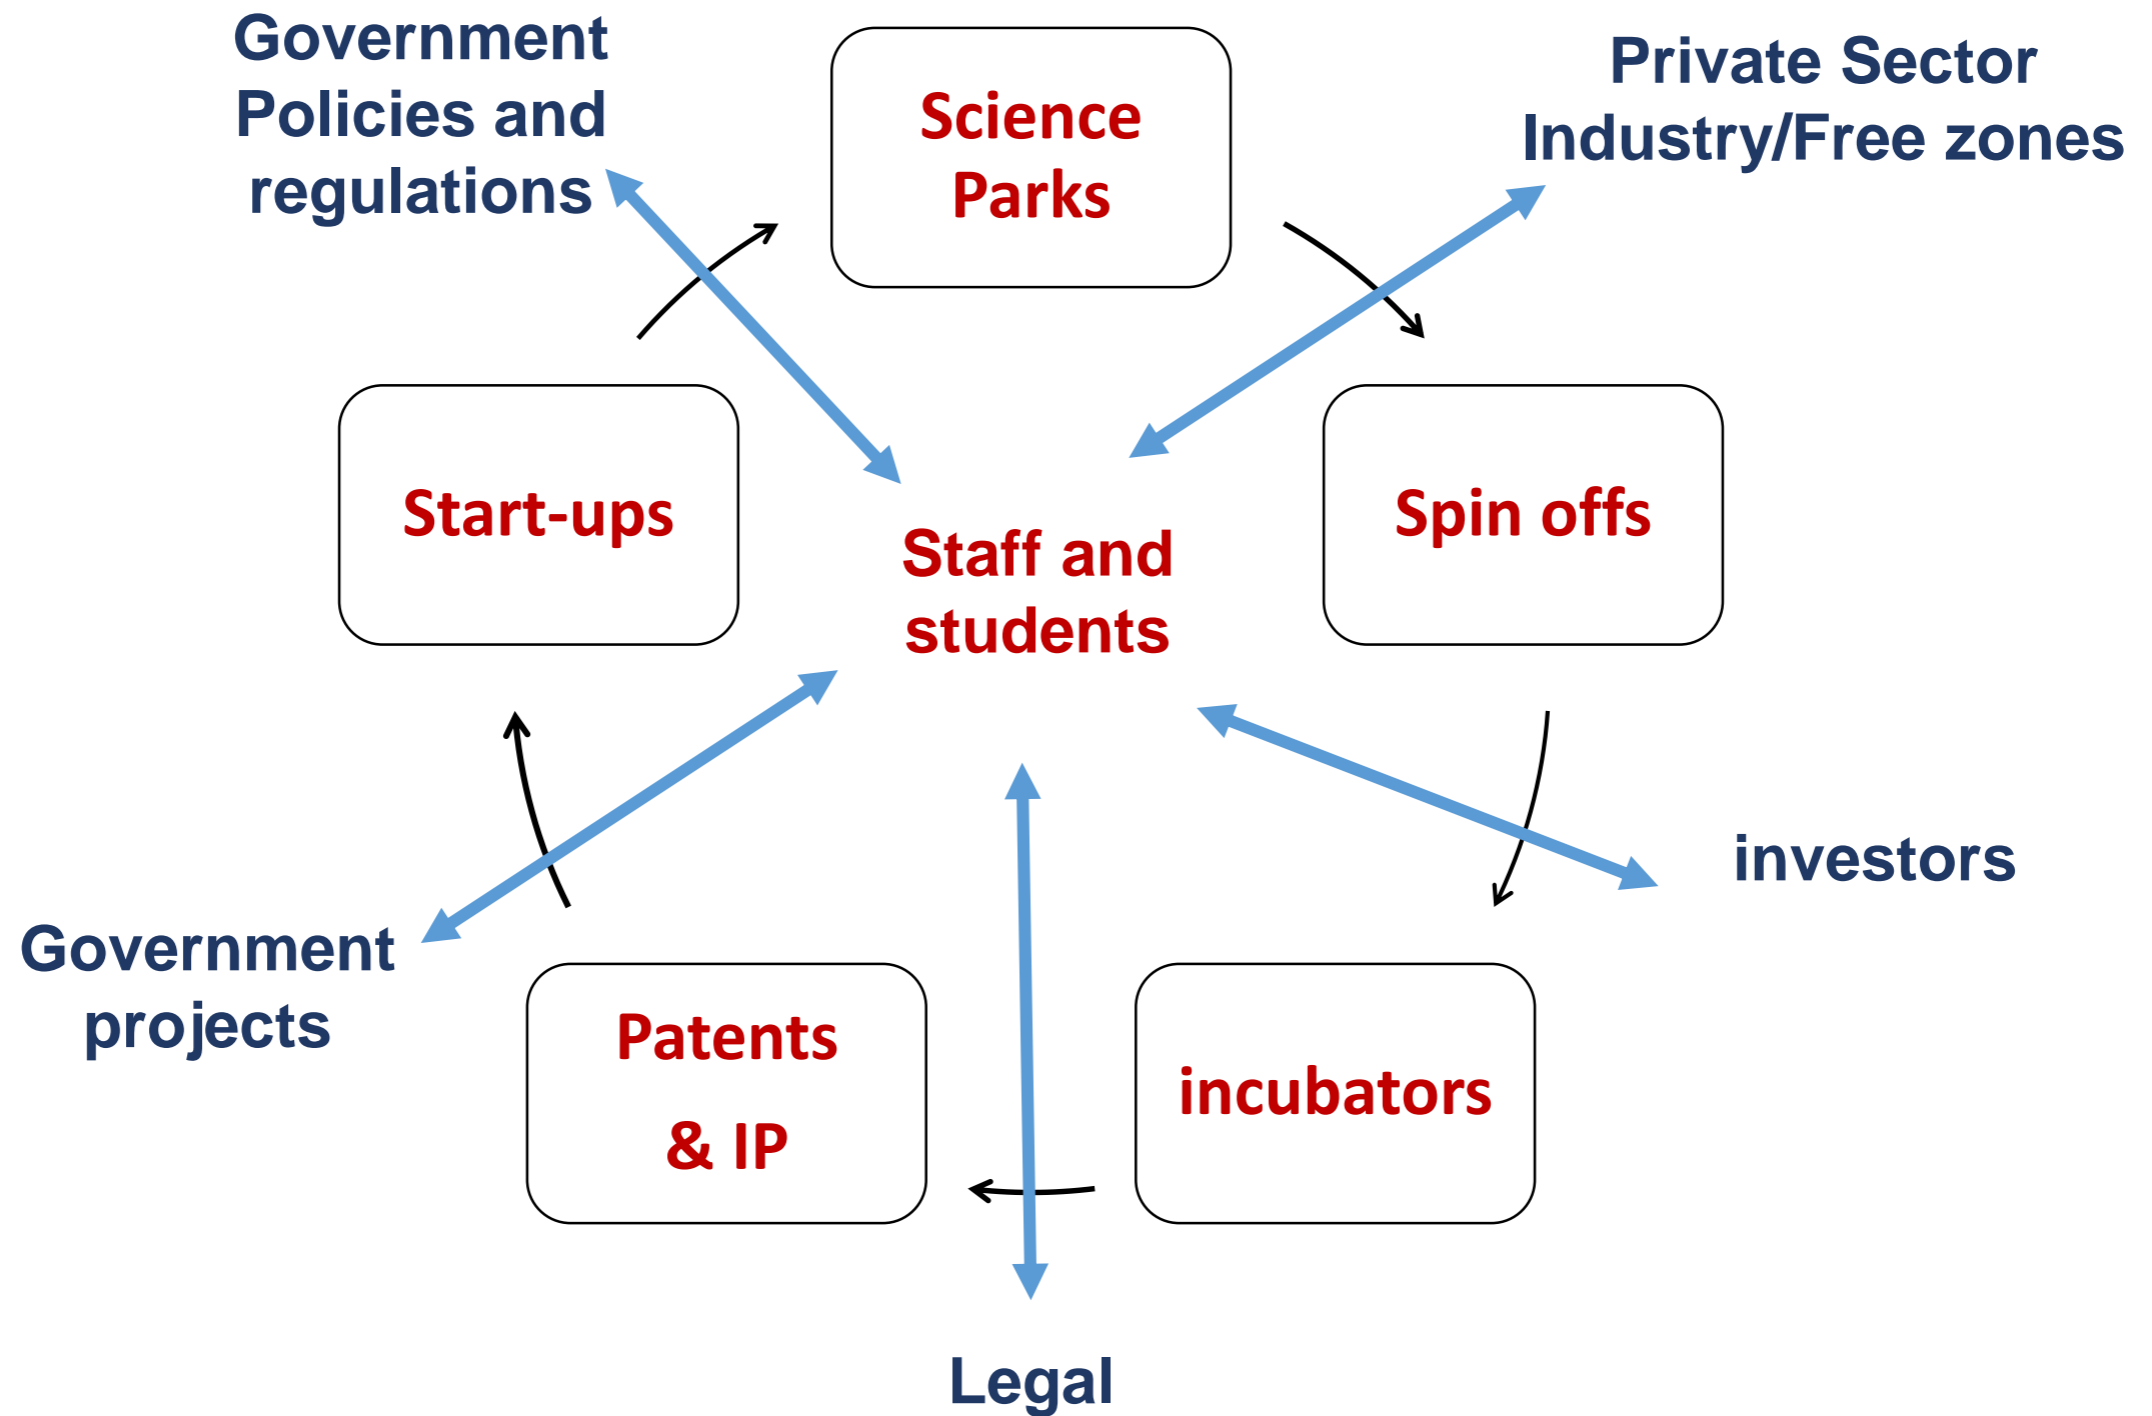 Government
Policies and
regulations
Science
Parks
Private Sector
Industry/Free zones
Start-ups
Staff and
students
Spin offs
investors
Government
projects
Patents
& IP
incubators
Legal